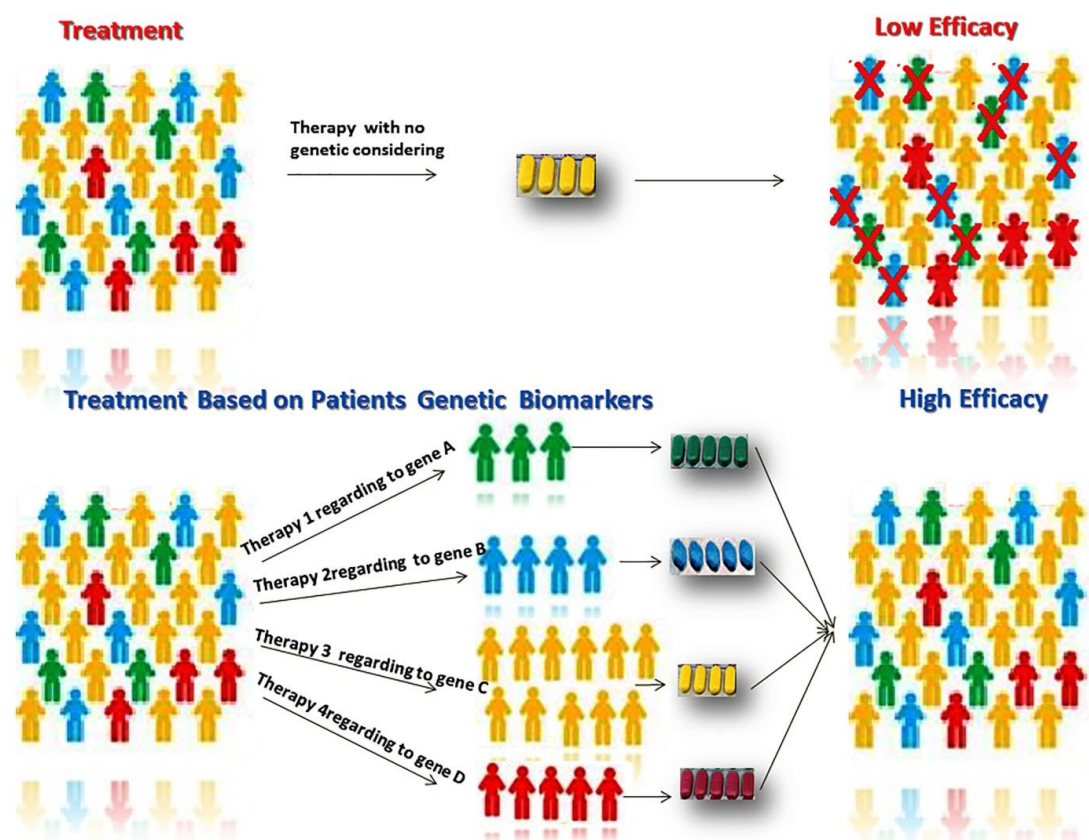 Treatment
Low Efficacy
Therapy with no
genetic considering
Treatment Based on Patients Genetic Biomarkers
High Efficacy
Therapy 1 regarding to gene A
Therapy 2regarding to gene B
Therapy 3 regarding to gene C
Therapy 4regarding to gene D